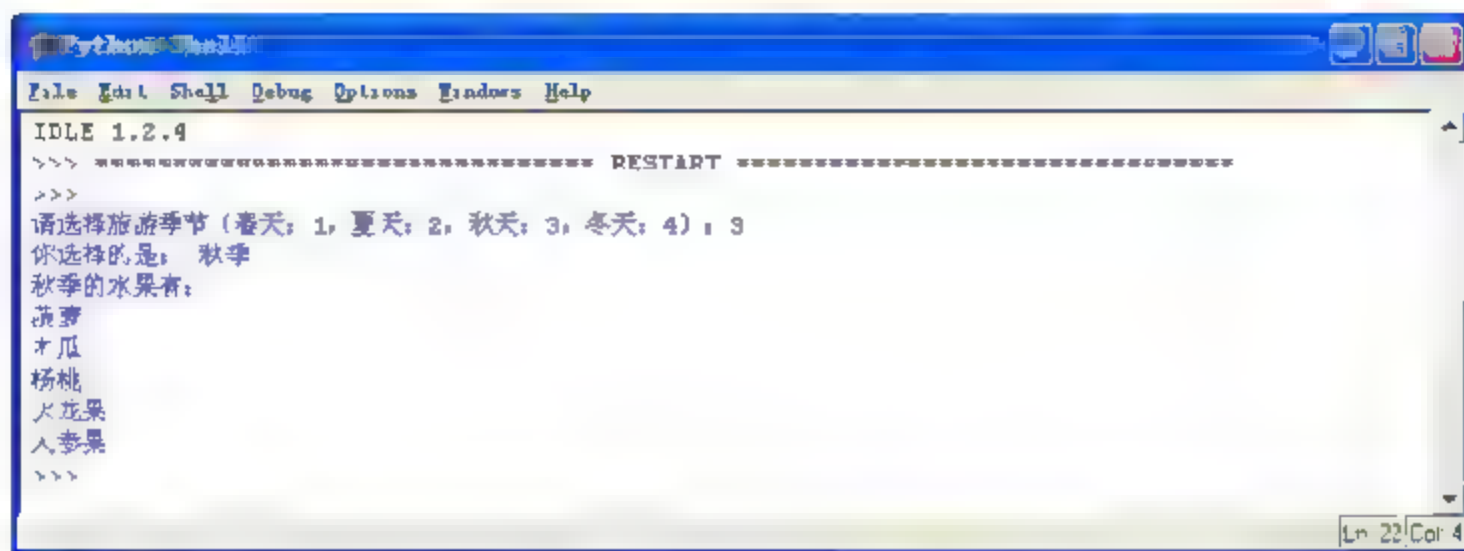 Python Shell
File Edit Shell Debug Options Windows Help
IDLE 1.2.4
>>> ================================ RESTART ================================
>>>
请选择旅游季节（春天：1，夏天：2，秋天：3，冬天：4）：3
你选择的是： 秋季
秋季的水果有：
菠萝
木瓜
杨桃
火龙果
人参果
>>>
Ln 22 Col 4